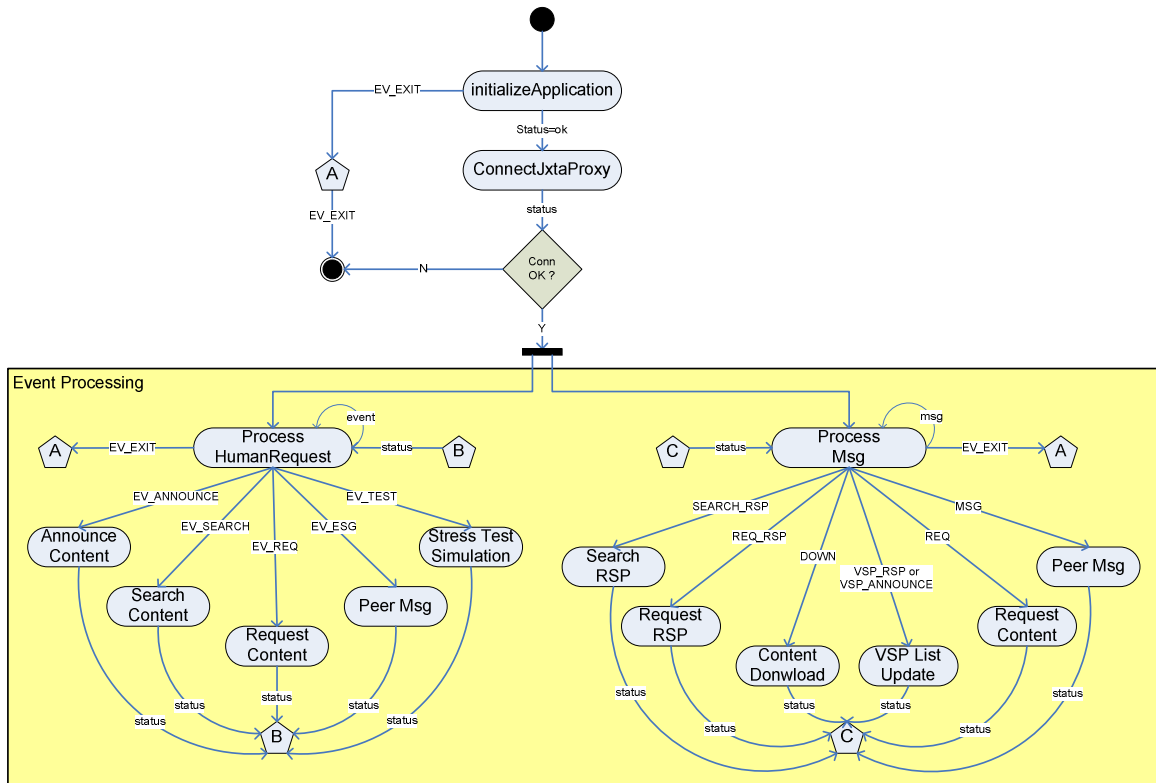 initializeApplication
EV_EXIT
Status=ok
A
ConnectJxtaProxy
status
EV_EXIT
Conn
OK ?
N
Y
Event Processing
event
msg
A
EV_EXIT
Process
HumanRequest
status
B
C
status
Process
Msg
EV_EXIT
A
EV_ANNOUNCE
EV_SEARCH
EV_REQ
EV_ESG
EV_TEST
SEARCH_RSP
REQ_RSP
DOWN
VSP_RSP or
VSP_ANNOUNCE
REQ
MSG
Announce
Content
Search
Content
Request
Content
Peer Msg
Stress Test
Simulation
Search
RSP
Request
RSP
Content
Donwload
VSP List
Update
Request
Content
Peer Msg
status
status
status
status
status
B
status
status
status
status
status
status
C